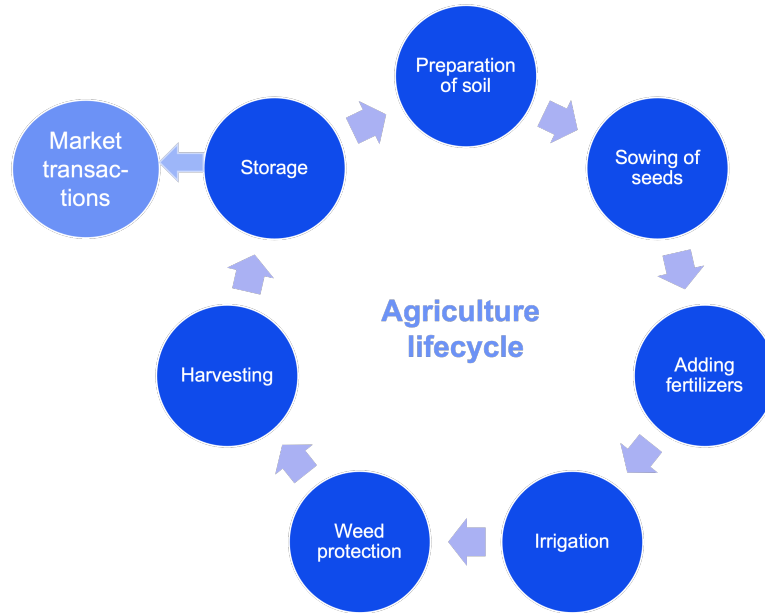 Preparation
of soil
Sowing of
seeds
Adding
fertilizers
Irrigation
Weed
protection
Harvesting
Storage
Market
transac-
tions
Agriculture
lifecycle